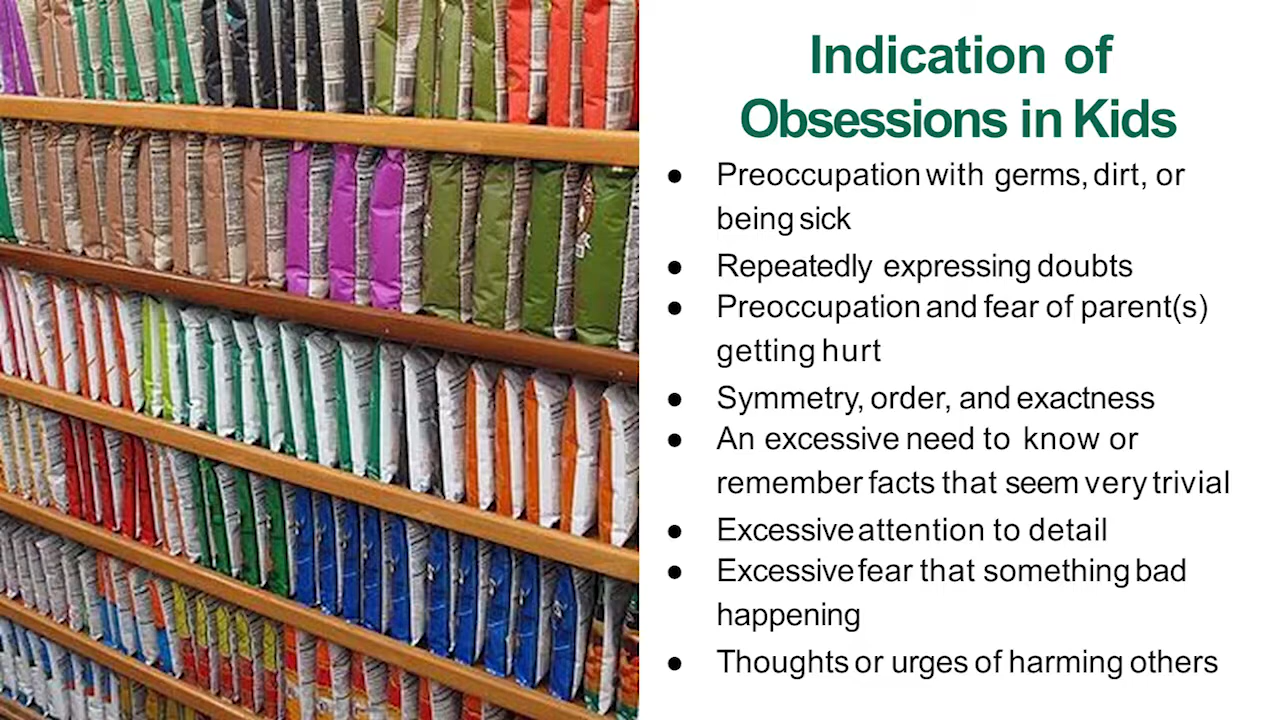 Indication of
Obsessions in Kids
● Preoccupation with germs, dirt, or
being sick
● Repeatedly expressing doubts
● Preoccupation and fear of parent(s)
getting hurt
● Symmetry, order, and exactness
● An excessive need to know or
remember facts that seem very trivial
● Excessive attention to detail
● Excessive fear that something bad
happening
● Thoughts or urges of harming others